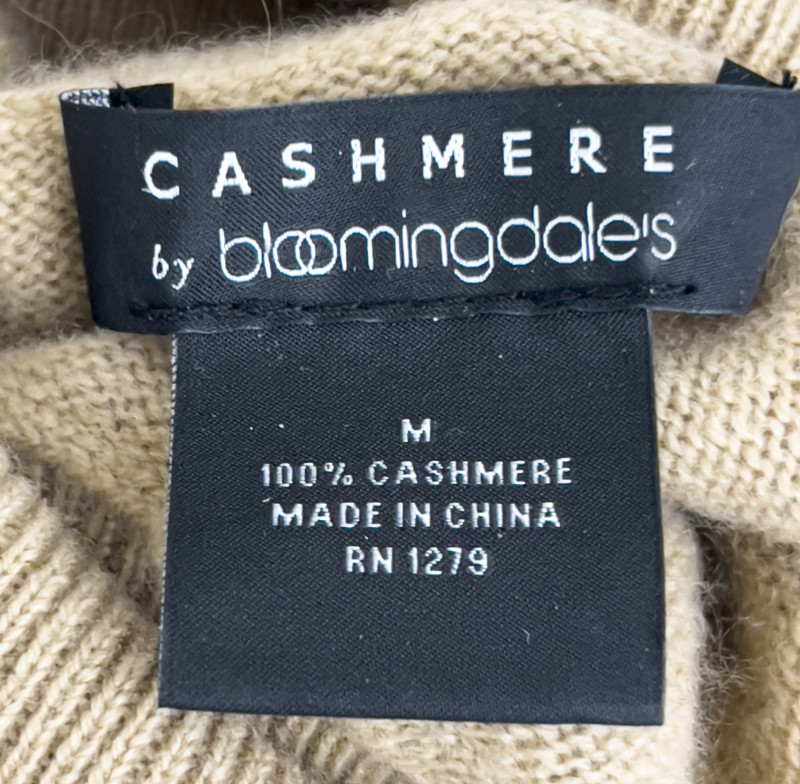 CASHMERE
by bloomingdale's
M
100% CASHMERE
MADE IN CHINA
RN 1279